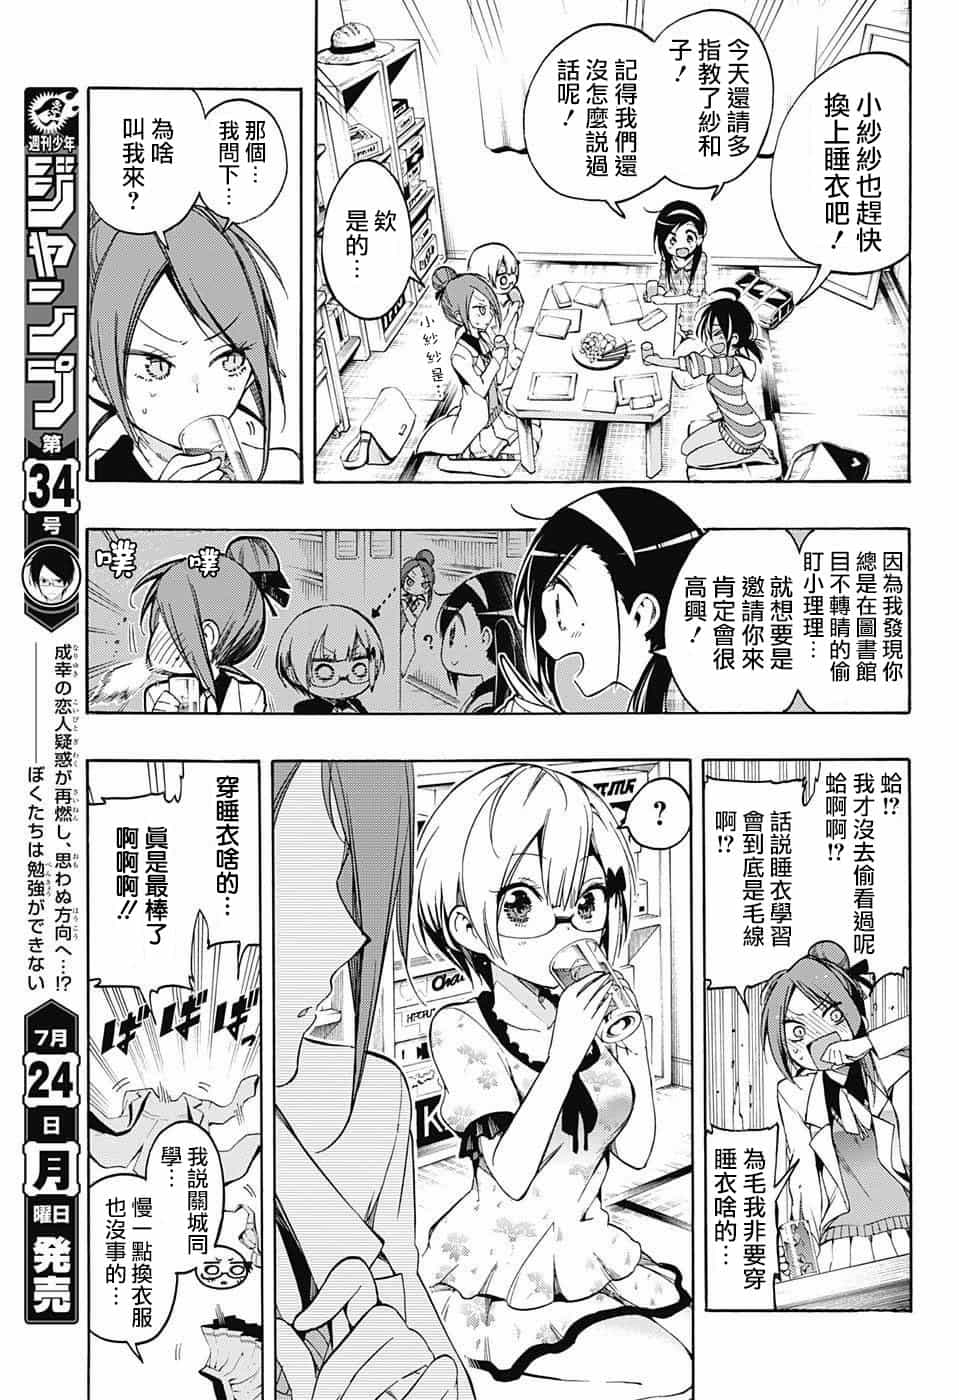 小紗紗也趕快
換上睡衣吧！
今天還請多
指教了紗和
子！
記得我們還
沒怎麼說過
話呢！
欸
是的…
小紗紗是…
那個…
我問下…
為啥
叫我來？
因為我發現你
總是在圖書館
目不轉睛的偷
盯小理理…
就想要是
邀請你來
肯定會很
高興！
?
噗
噗
蛤!?
我才沒去偷看過呢
蛤啊啊!?
話說睡衣學習
會到底是毛線
啊!?
為毛我非要穿
睡衣啥的…
?
穿睡衣啥的…
真是最棒了
啊啊啊!!
ばばばっ
我説關城同
學…
慢一點換衣服
也沒事的…
週刊少年
ジャンプ
第
34
号
成幸の恋人疑惑が再燃し、思わぬ方向へ…!?
――ぼくたちは勉強ができない
7月
24
日
月
曜日
発売